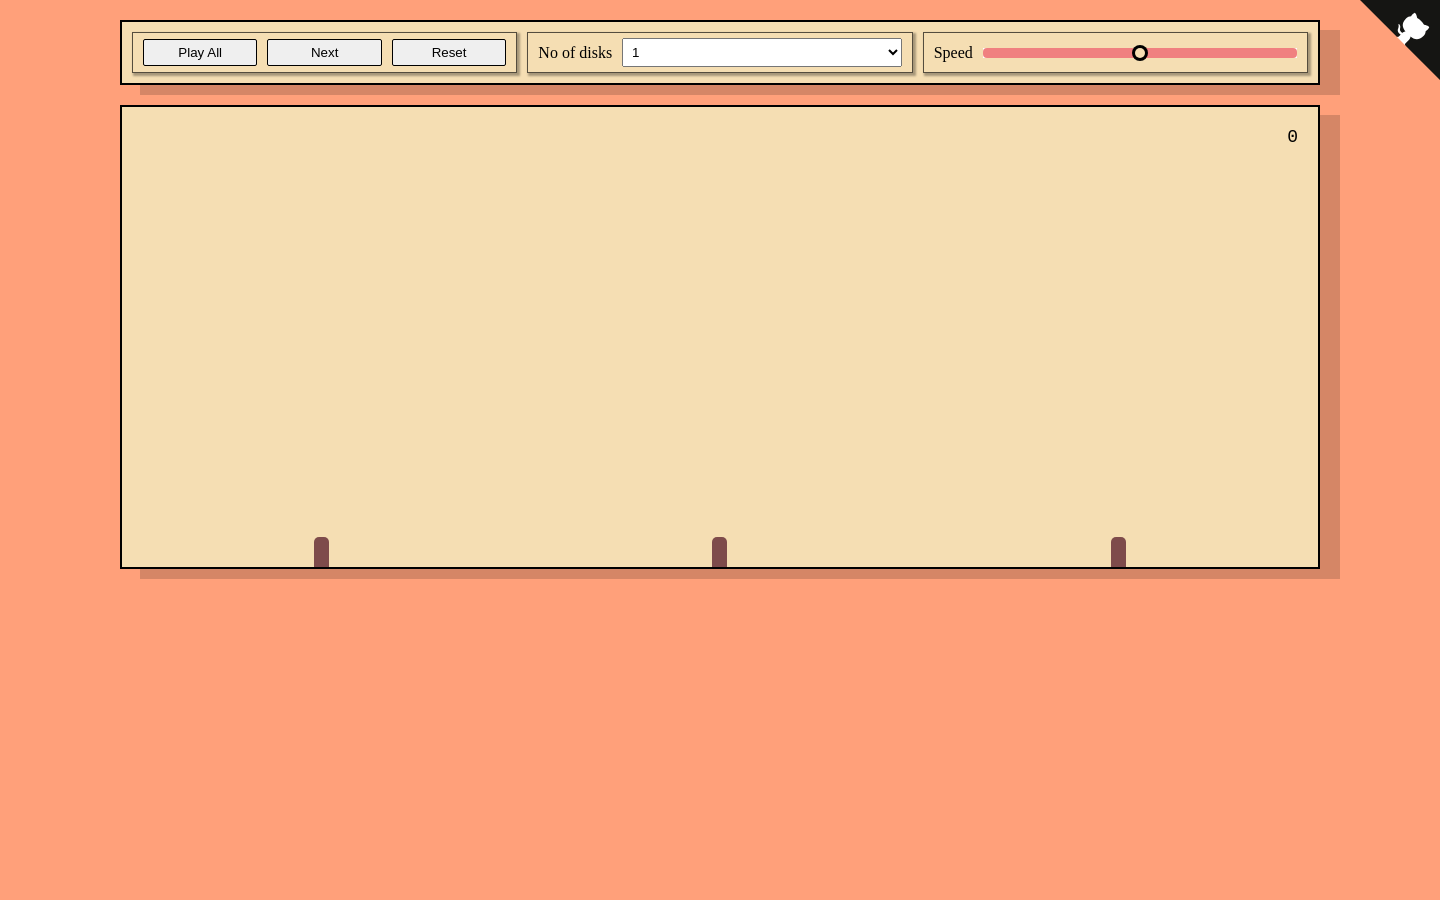 Play All
Next
Reset
No of disks
1
Speed
0